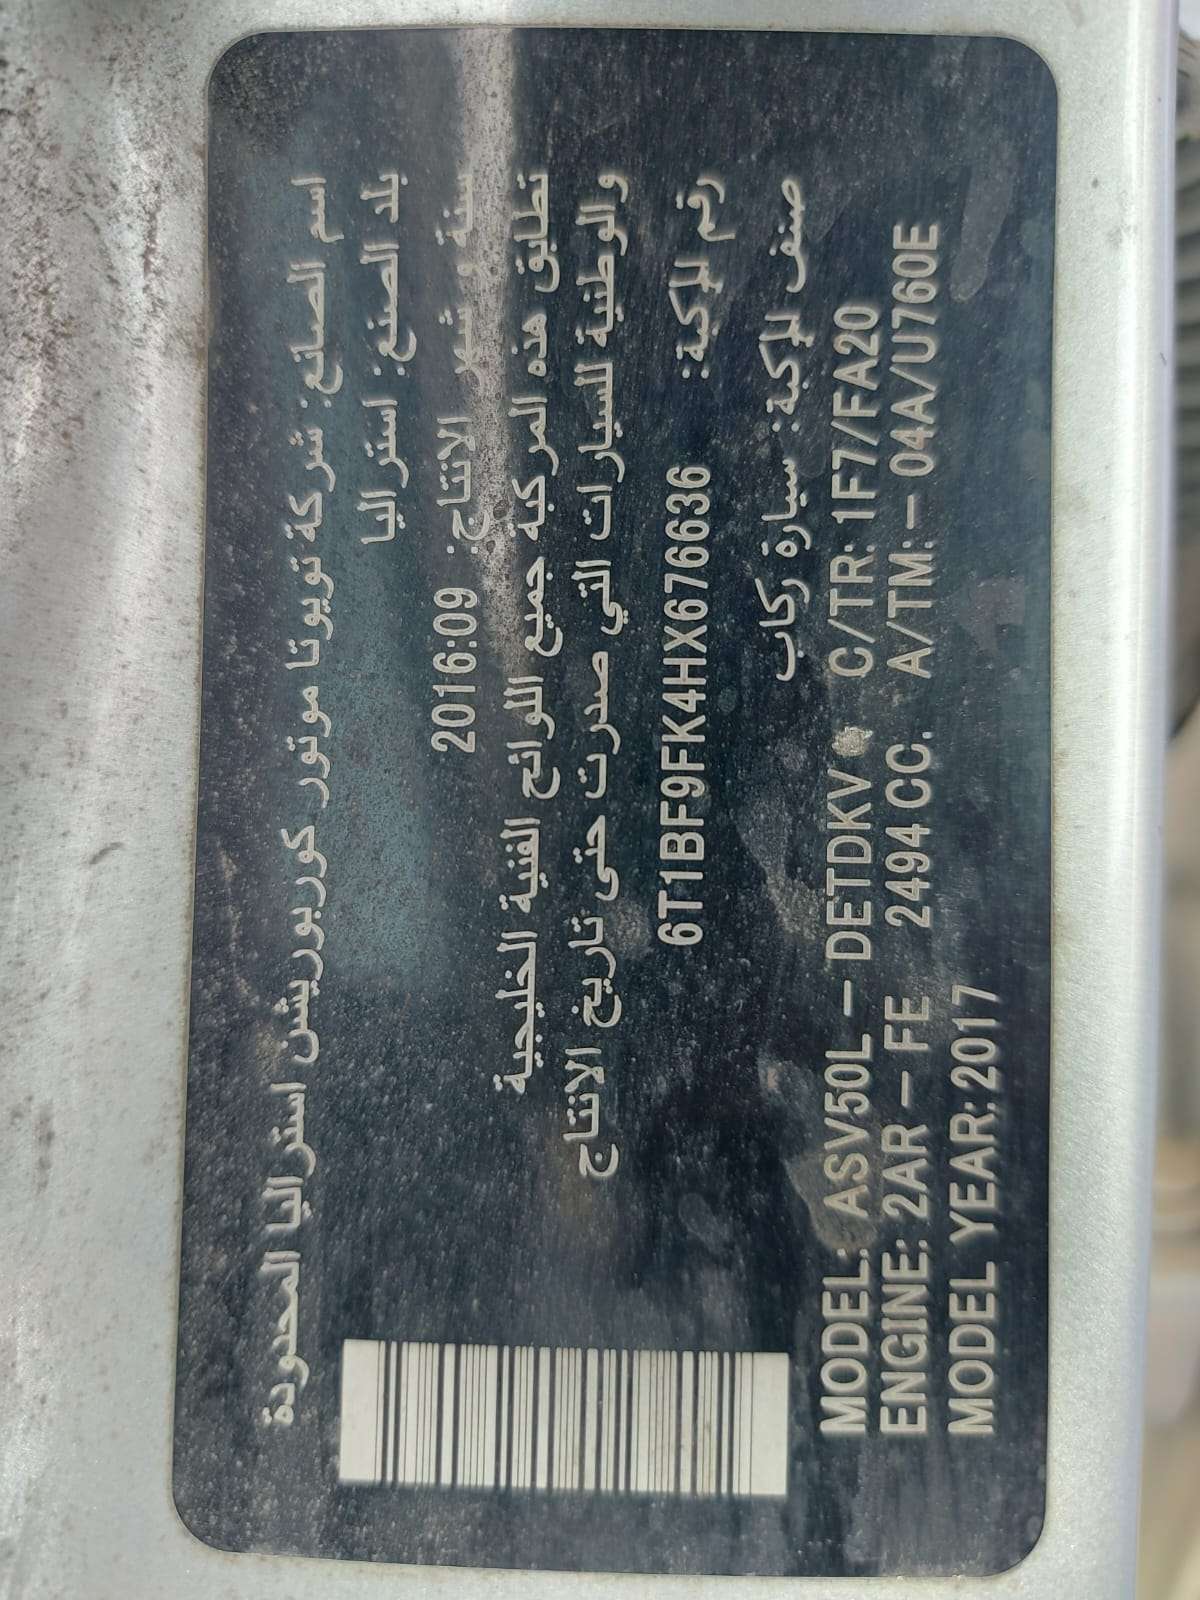 اسم الصانع: شركة تويوتا موتور كوربوريشن استراليا المحدودة
بلد الصنع: استراليا
سنة و شهر الانتاج: 2016:09
تطابق هذه المركبة جميع اللوائح الفنية الخليجية
والوطنية للسيارات التي صدرت حتى تاريخ الانتاج
رقم المركبة: 6T1BF9FK4HX676636
صنف المركبة: سيارة ركاب
MODEL: ASV50L – DETDKV C/TR: 1F7/FA20
ENGINE: 2AR – FE 2494 CC. A/TM: – 04A/U760E
MODEL YEAR: 2017